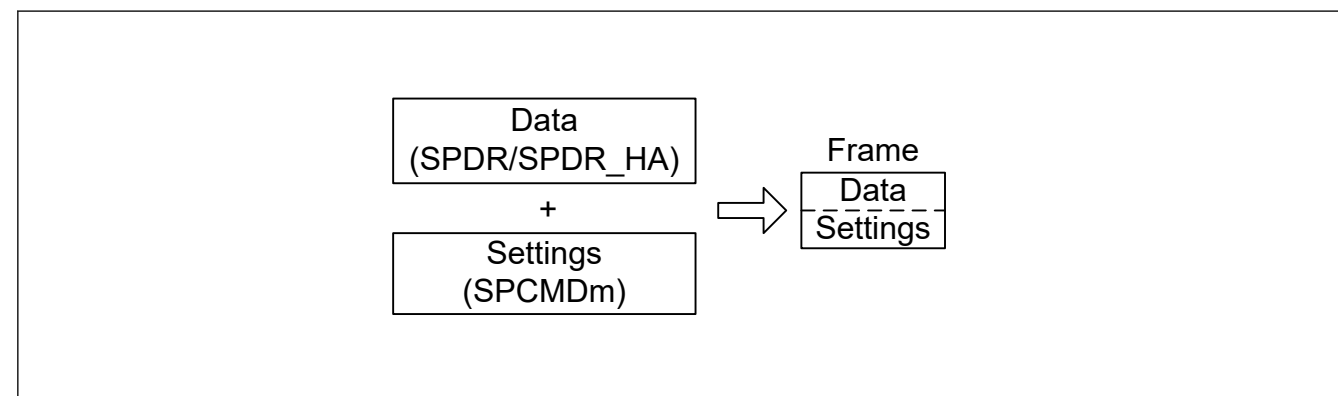 Data
(SPDR/SPDR_HA)
+
Settings
(SPCMDm)
Frame
Data
Settings